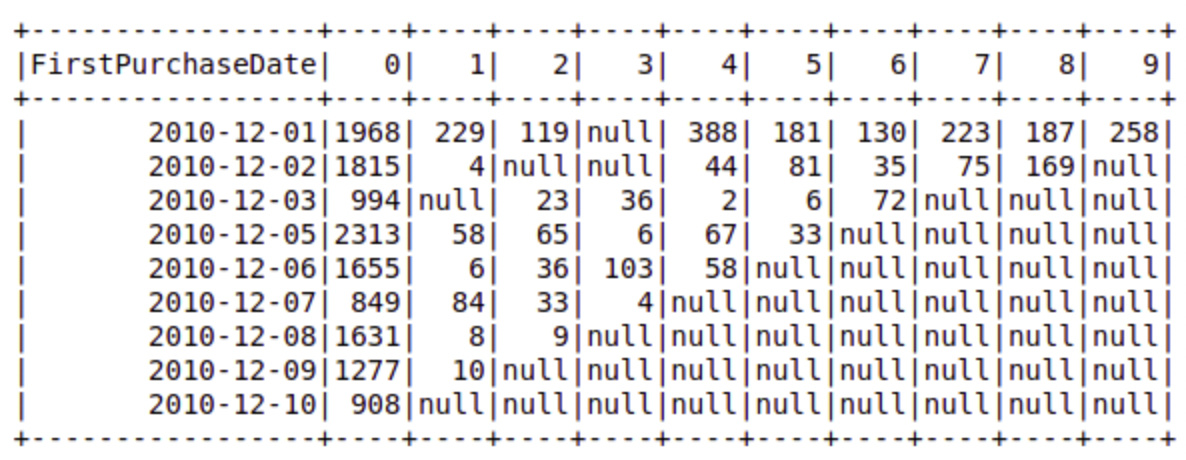 +-----------------+----+----+----+----+----+----+----+----+----+----+
|FirstPurchaseDate|   0|   1|   2|   3|   4|   5|   6|   7|   8|   9|
+-----------------+----+----+----+----+----+----+----+----+----+----+
|       2010-12-01|1968| 229| 119|null| 388| 181| 130| 223| 187| 258|
|       2010-12-02|1815|   4|null|null|  44|  81|  35|  75| 169|null|
|       2010-12-03| 994|null|  23|  36|   2|   6|  72|null|null|null|
|       2010-12-05|2313|  58|  65|   6|  67|  33|null|null|null|null|
|       2010-12-06|1655|   6|  36| 103|  58|null|null|null|null|null|
|       2010-12-07| 849|  84|  33|   4|null|null|null|null|null|null|
|       2010-12-08|1631|   8|   9|null|null|null|null|null|null|null|
|       2010-12-09|1277|  10|null|null|null|null|null|null|null|null|
|       2010-12-10| 908|null|null|null|null|null|null|null|null|null|
+-----------------+----+----+----+----+----+----+----+----+----+----+